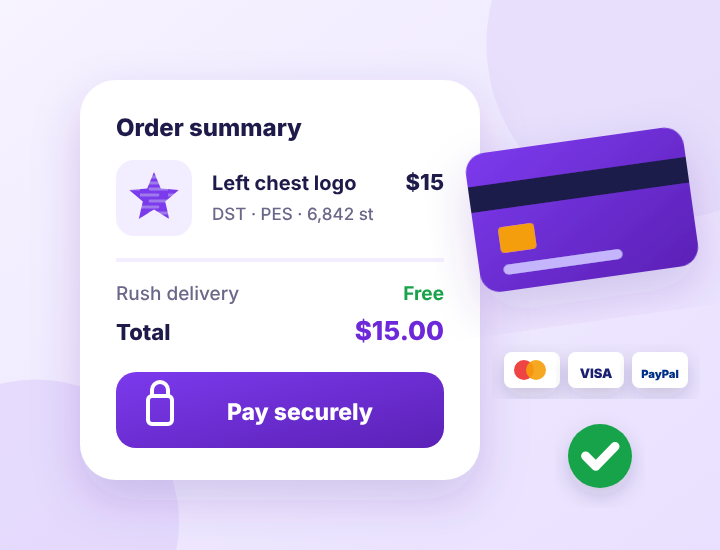 Order summary
Left chest logo $15
DST · PES · 6,842 st
Rush delivery Free
Total $15.00
Pay securely
VISA PayPal